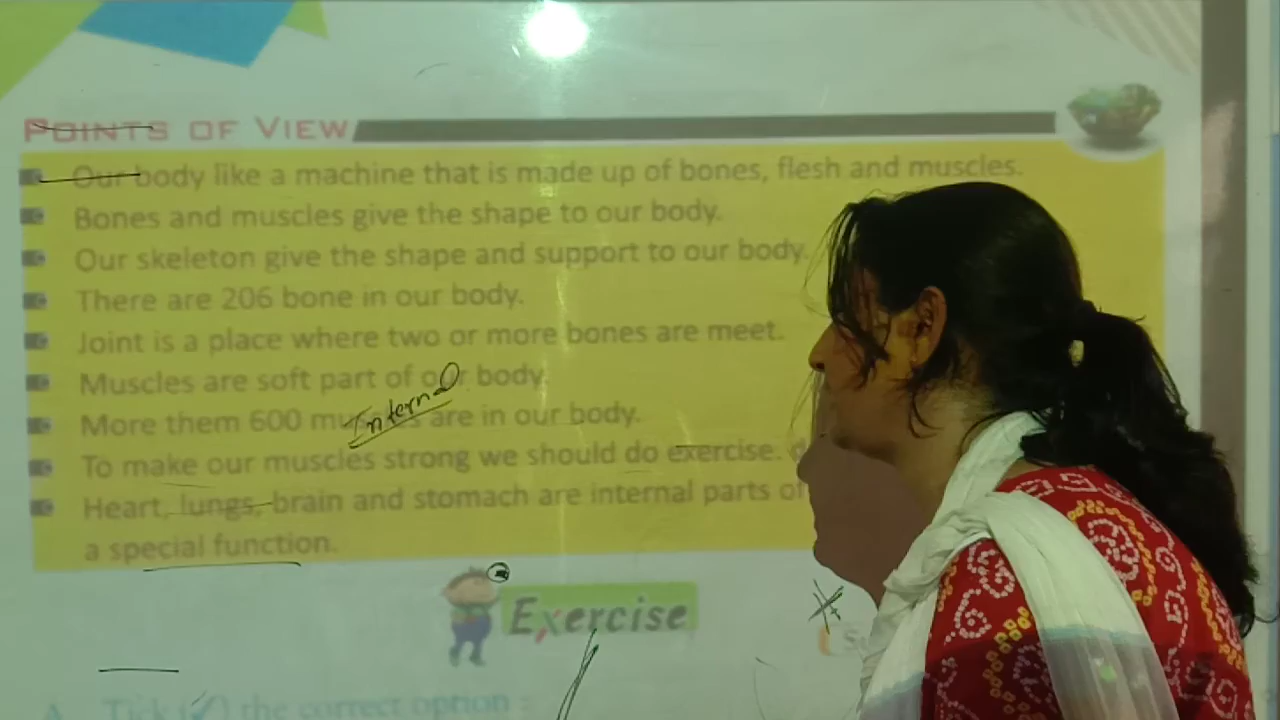 POINTS OF VIEW
Our body like a machine that is made up of bones, flesh and muscles.
Bones and muscles give the shape to our body.
Our skeleton give the shape and support to our body.
There are 206 bone in our body.
Joint is a place where two or more bones are meet.
Muscles are soft part of our body.
Internal
More them 600 muscles are in our body.
To make our muscles strong we should do exercise.
Heart, lungs, brain and stomach are internal parts of
a special function.
Exercise
A. Tick (✓) the correct option :